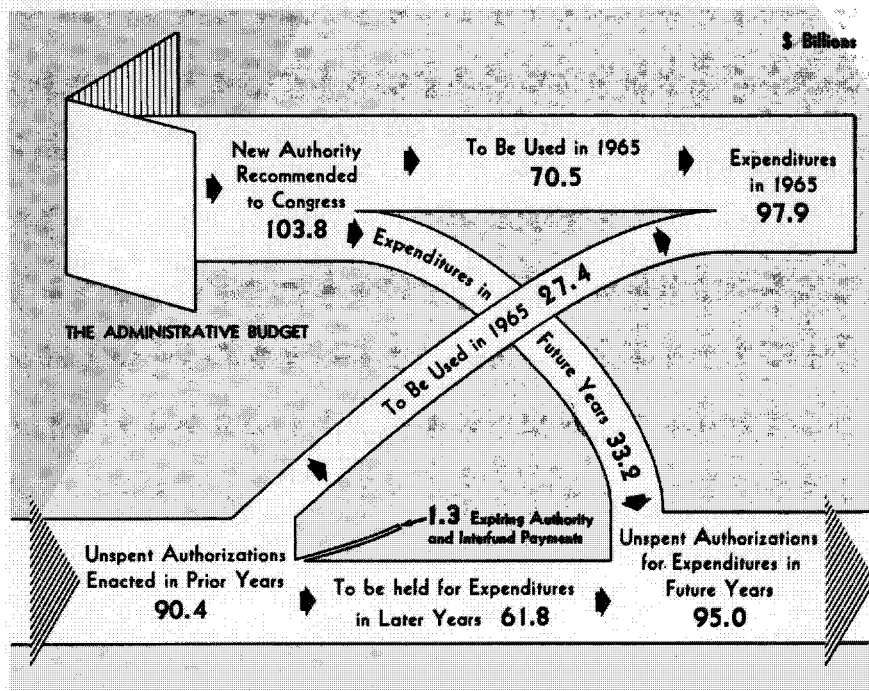 $ Billions
New Authority
Recommended
to Congress
103.8
To Be Used in 1965
70.5
Expenditures
in 1965
97.9
Expenditures in
Future Years 33.2
To Be Used in 1965 27.4
THE ADMINISTRATIVE BUDGET
1.3 Expiring Authority
and Interfund Payments
Unspent Authorizations
Enacted in Prior Years
90.4
To be held for Expenditures
in Later Years 61.8
Unspent Authorizations
for Expenditures in
Future Years
95.0